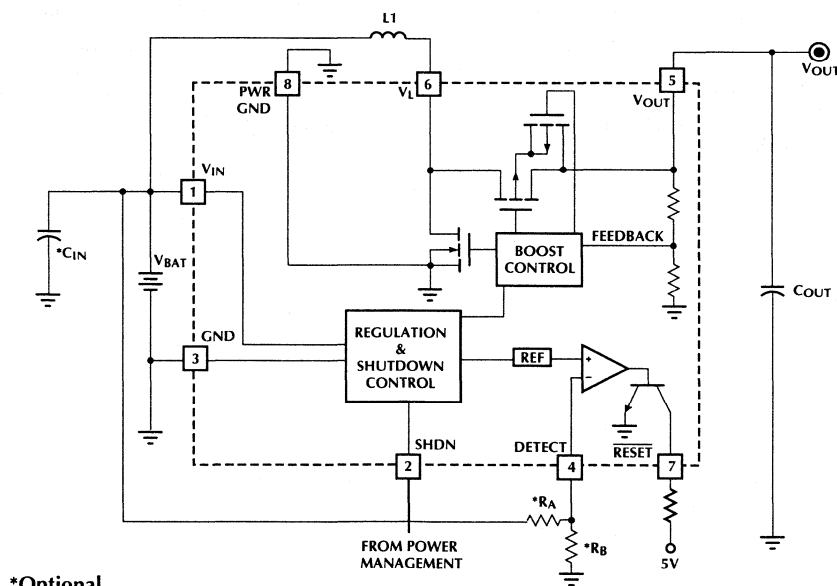 L1
8
PWR
GND
6
VL
5
VOUT
VOUT
VIN
1
*CIN
VBAT
BOOST
CONTROL
FEEDBACK
COUT
GND
3
REGULATION
&
SHUTDOWN
CONTROL
REF
+
–
SHDN
2
DETECT
4
RESET
7
*RA
*RB
5V
FROM POWER
MANAGEMENT
*Optional